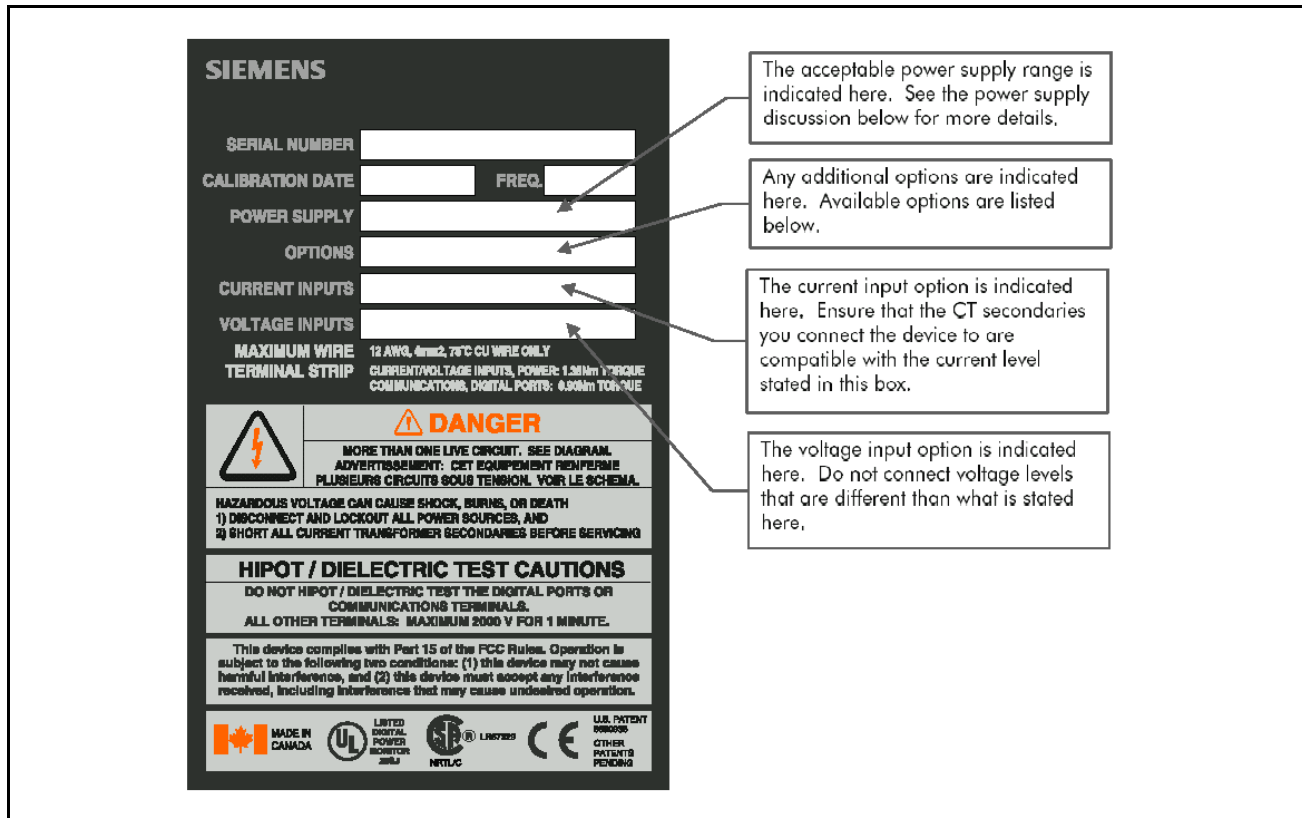 SIEMENS
SERIAL NUMBER
CALIBRATION DATE
FREQ.
POWER SUPPLY
OPTIONS
CURRENT INPUTS
VOLTAGE INPUTS
MAXIMUM WIRE 12 AWG, 4mm2, 75°C CU WIRE ONLY
TERMINAL STRIP CURRENT/VOLTAGE INPUTS, POWER: Nm TORQUE
COMMUNICATIONS, DIGITAL PORTS: Nm TORQUE
DANGER
MORE THAN ONE LIVE CIRCUIT. SEE DIAGRAM.
ADVERTISSEMENT: CET EQUIPEMENT RENFERME
PLUSIEURS CIRCUITS SOUS TENSION. VOIR LE SCHEMA.
HAZARDOUS VOLTAGE CAN CAUSE SHOCK, BURNS, OR DEATH
1) DISCONNECT AND LOCKOUT ALL POWER SOURCES, AND
2) SHORT ALL CURRENT TRANSFORMER SECONDARIES BEFORE SERVICING
HIPOT / DIELECTRIC TEST CAUTIONS
DO NOT HIPOT / DIELECTRIC TEST THE DIGITAL PORTS OR
COMMUNICATIONS TERMINALS.
ALL OTHER TERMINALS: MAXIMUM 2000 V FOR 1 MINUTE.
This device complies with Part 15 of the FCC Rules. Operation is
subject to the following two conditions: (1) this device may not cause
harmful interference, and (2) this device must accept any interference
received, including interference that may cause undesired operation.
MADE IN
CANADA
UL
LISTED
DIGITAL
POWER
MONITOR
SA
®
NRTL/C
CE
U.S. PATENT
OTHER
PATENTS
PENDING
The acceptable power supply range is
indicated here. See the power supply
discussion below for more details.
Any additional options are indicated
here. Available options are listed
below.
The current input option is indicated
here. Ensure that the CT secondaries
you connect the device to are
compatible with the current level
stated in this box.
The voltage input option is indicated
here. Do not connect voltage levels
that are different than what is stated
here.